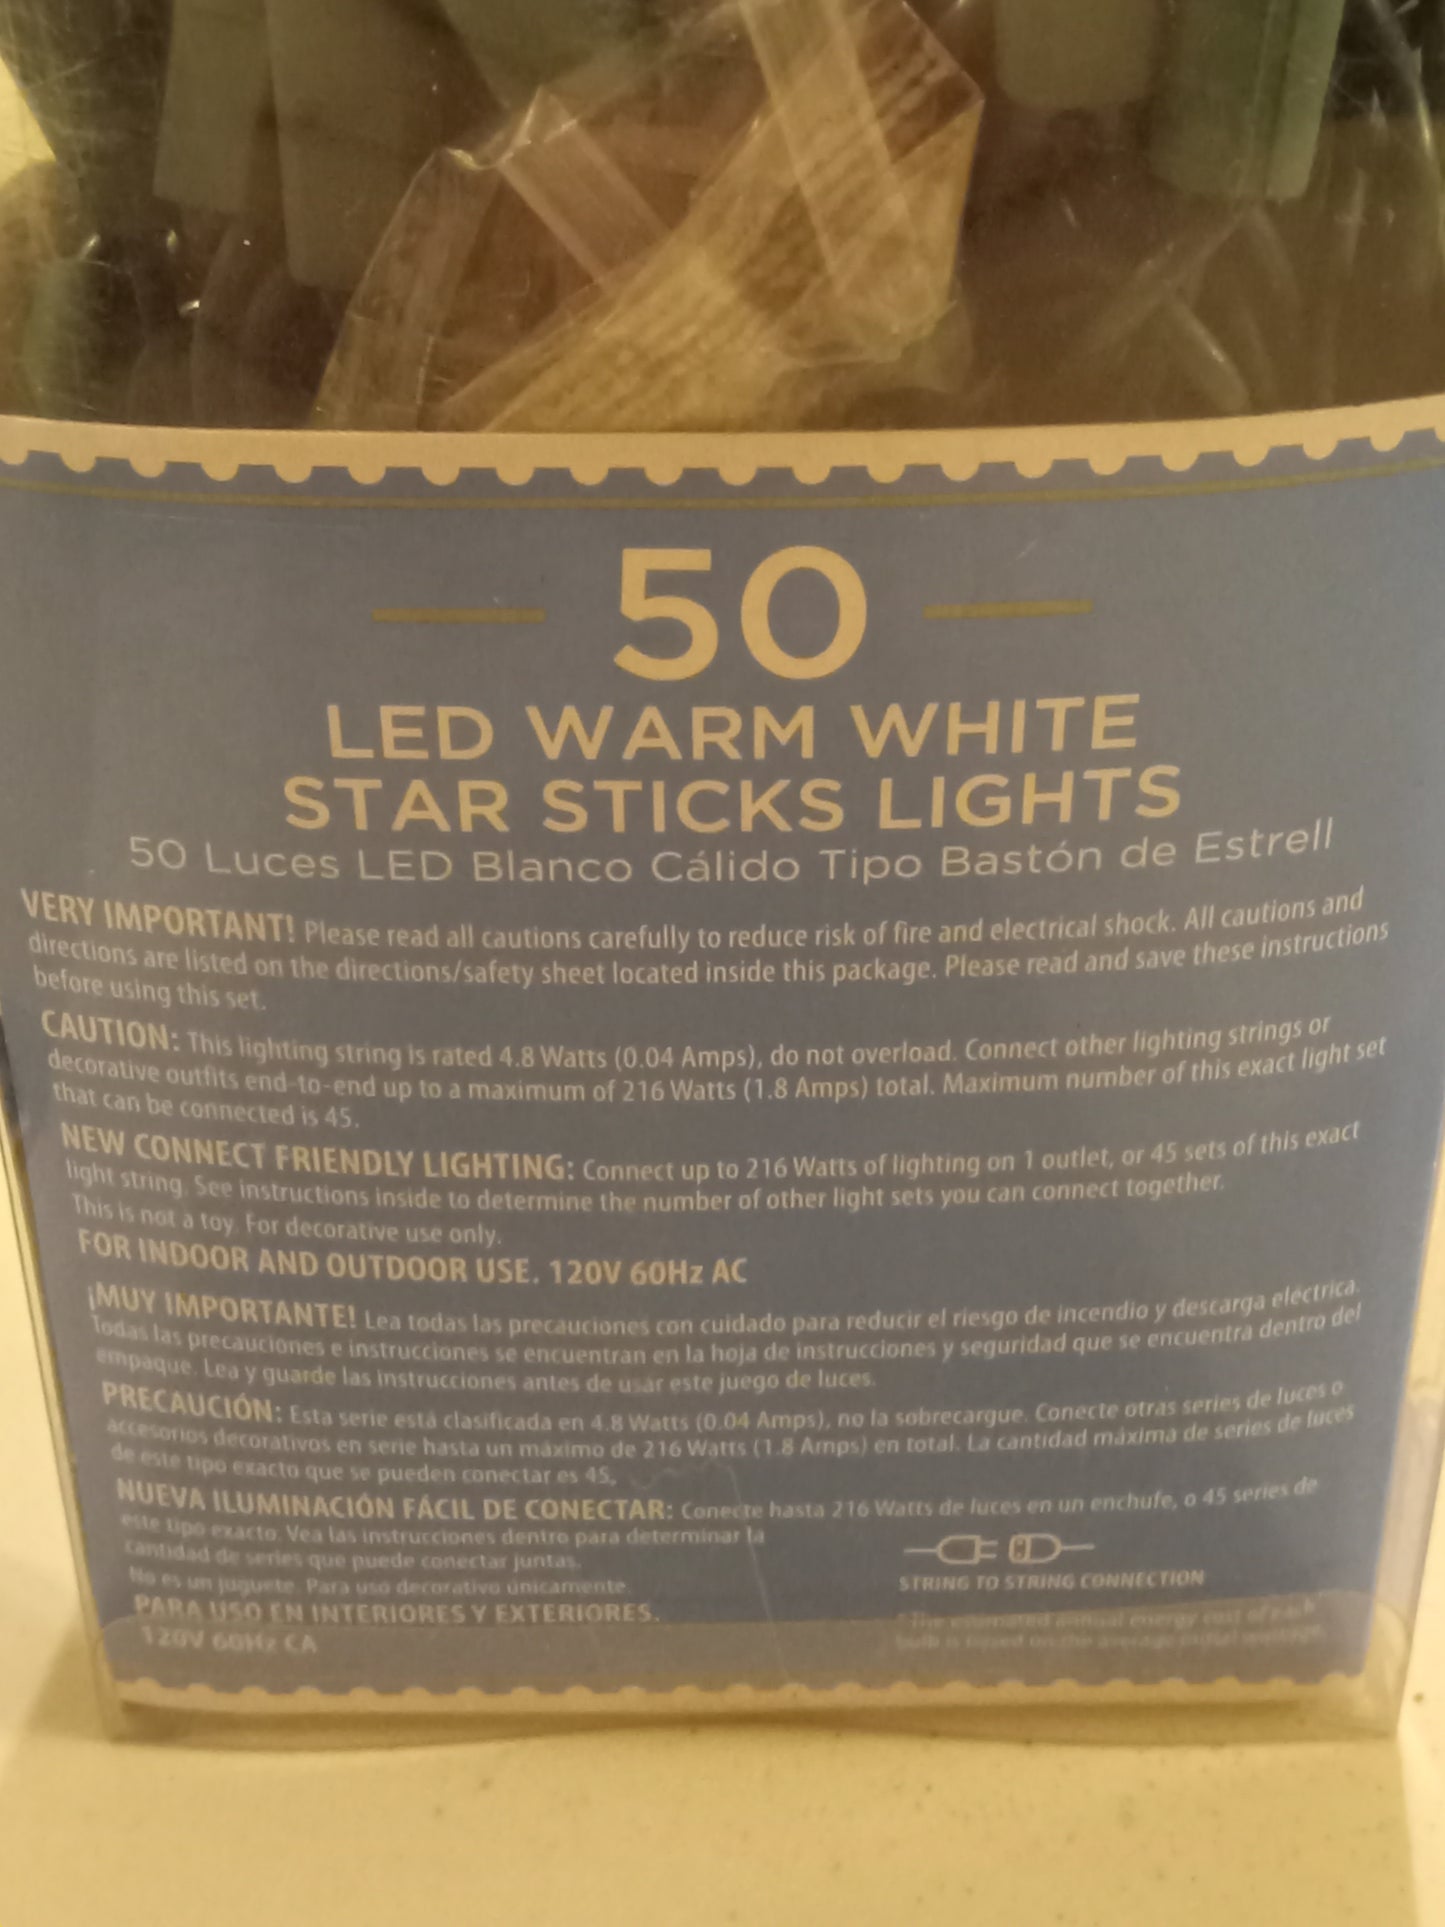 50
LED WARM WHITE
STAR STICKS LIGHTS
50 Luces LED Blanco Cálido Tipo Bastón de Estrell
VERY IMPORTANT! Please read all cautions carefully to reduce risk of fire and electrical shock. All cautions and
directions are listed on the directions/safety sheet located inside this package. Please read and save these instructions
before using this set.
CAUTION: This lighting string is rated 4.8 Watts (0.04 Amps), do not overload. Connect other lighting strings or
decorative outfits end-to-end up to a maximum of 216 Watts (1.8 Amps) total. Maximum number of this exact light set
that can be connected is 45.
NEW CONNECT FRIENDLY LIGHTING: Connect up to 216 Watts of lighting on 1 outlet, or 45 sets of this exact
light string. See instructions inside to determine the number of other light sets you can connect together.
This is not a toy. For decorative use only.
FOR INDOOR AND OUTDOOR USE. 120V 60Hz AC
¡MUY IMPORTANTE! Lea todas las precauciones con cuidado para reducir el riesgo de incendio y descarga eléctrica.
Todas las precauciones e instrucciones se encuentran en la hoja de instrucciones y seguridad que se encuentra dentro del
empaque. Lea y guarde las instrucciones antes de usar este juego de luces.
PRECAUCIÓN: Esta serie está clasificada en 4.8 Watts (0.04 Amps), no la sobrecargue. Conecte otras series de luces o
accesorios decorativos en serie hasta un máximo de 216 Watts (1.8 Amps) en total. La cantidad máxima de series de luces
de este tipo exacto que se pueden conectar es 45.
NUEVA ILUMINACIÓN FÁCIL DE CONECTAR: Conecte hasta 216 Watts de luces en un enchufe, o 45 series de
este tipo exacto. Vea las instrucciones dentro para determinar la
cantidad de series que puede conectar juntas.
No es un juguete. Para uso decorativo únicamente.
PARA USO EN INTERIORES Y EXTERIORES.
120V 60Hz CA
STRING TO STRING CONNECTION
*The estimated annual energy cost of each
bulb is based on the average initial wattage.